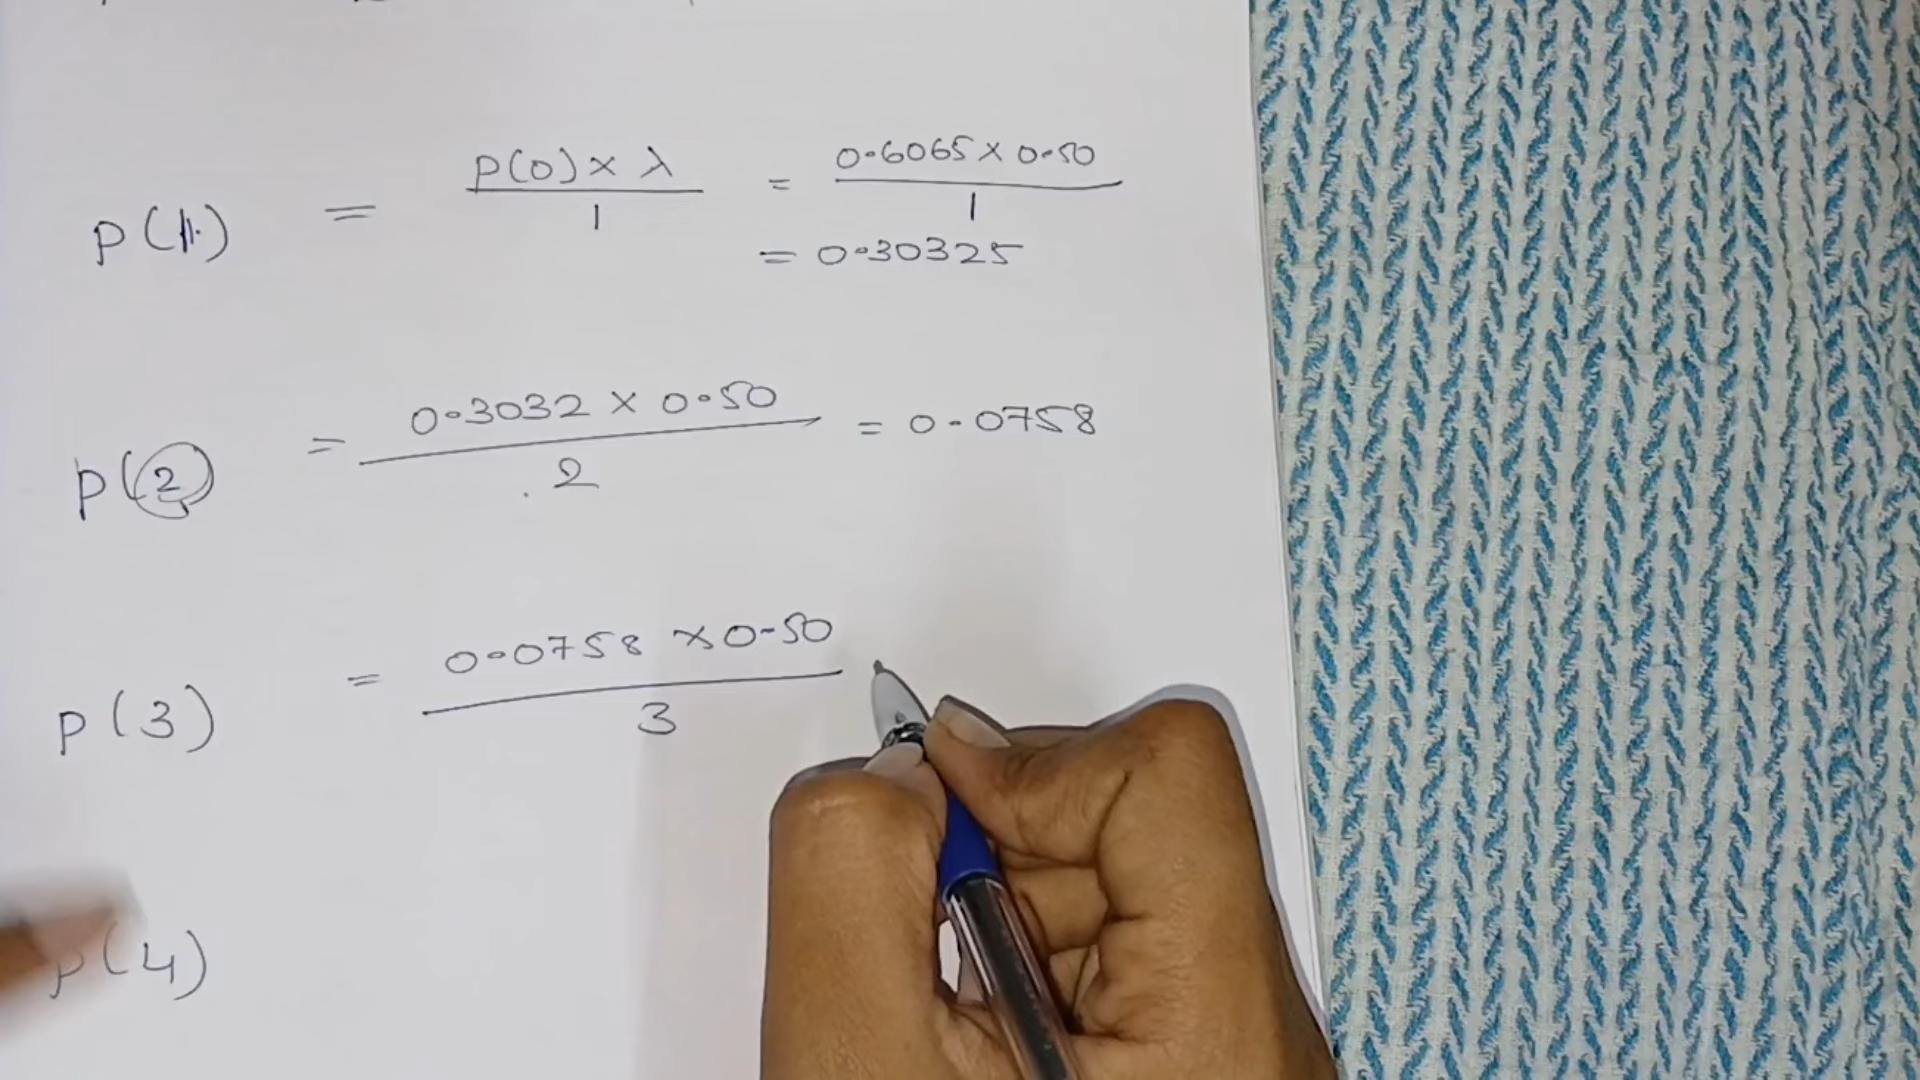 P(1) = P(0) × λ / 1 = 0.6065 × 0.50 / 1
= 0.30325
P(2) = 0.3032 × 0.50 / 2 = 0.0758
P(3) = 0.0758 × 0.50 / 3
P(4)